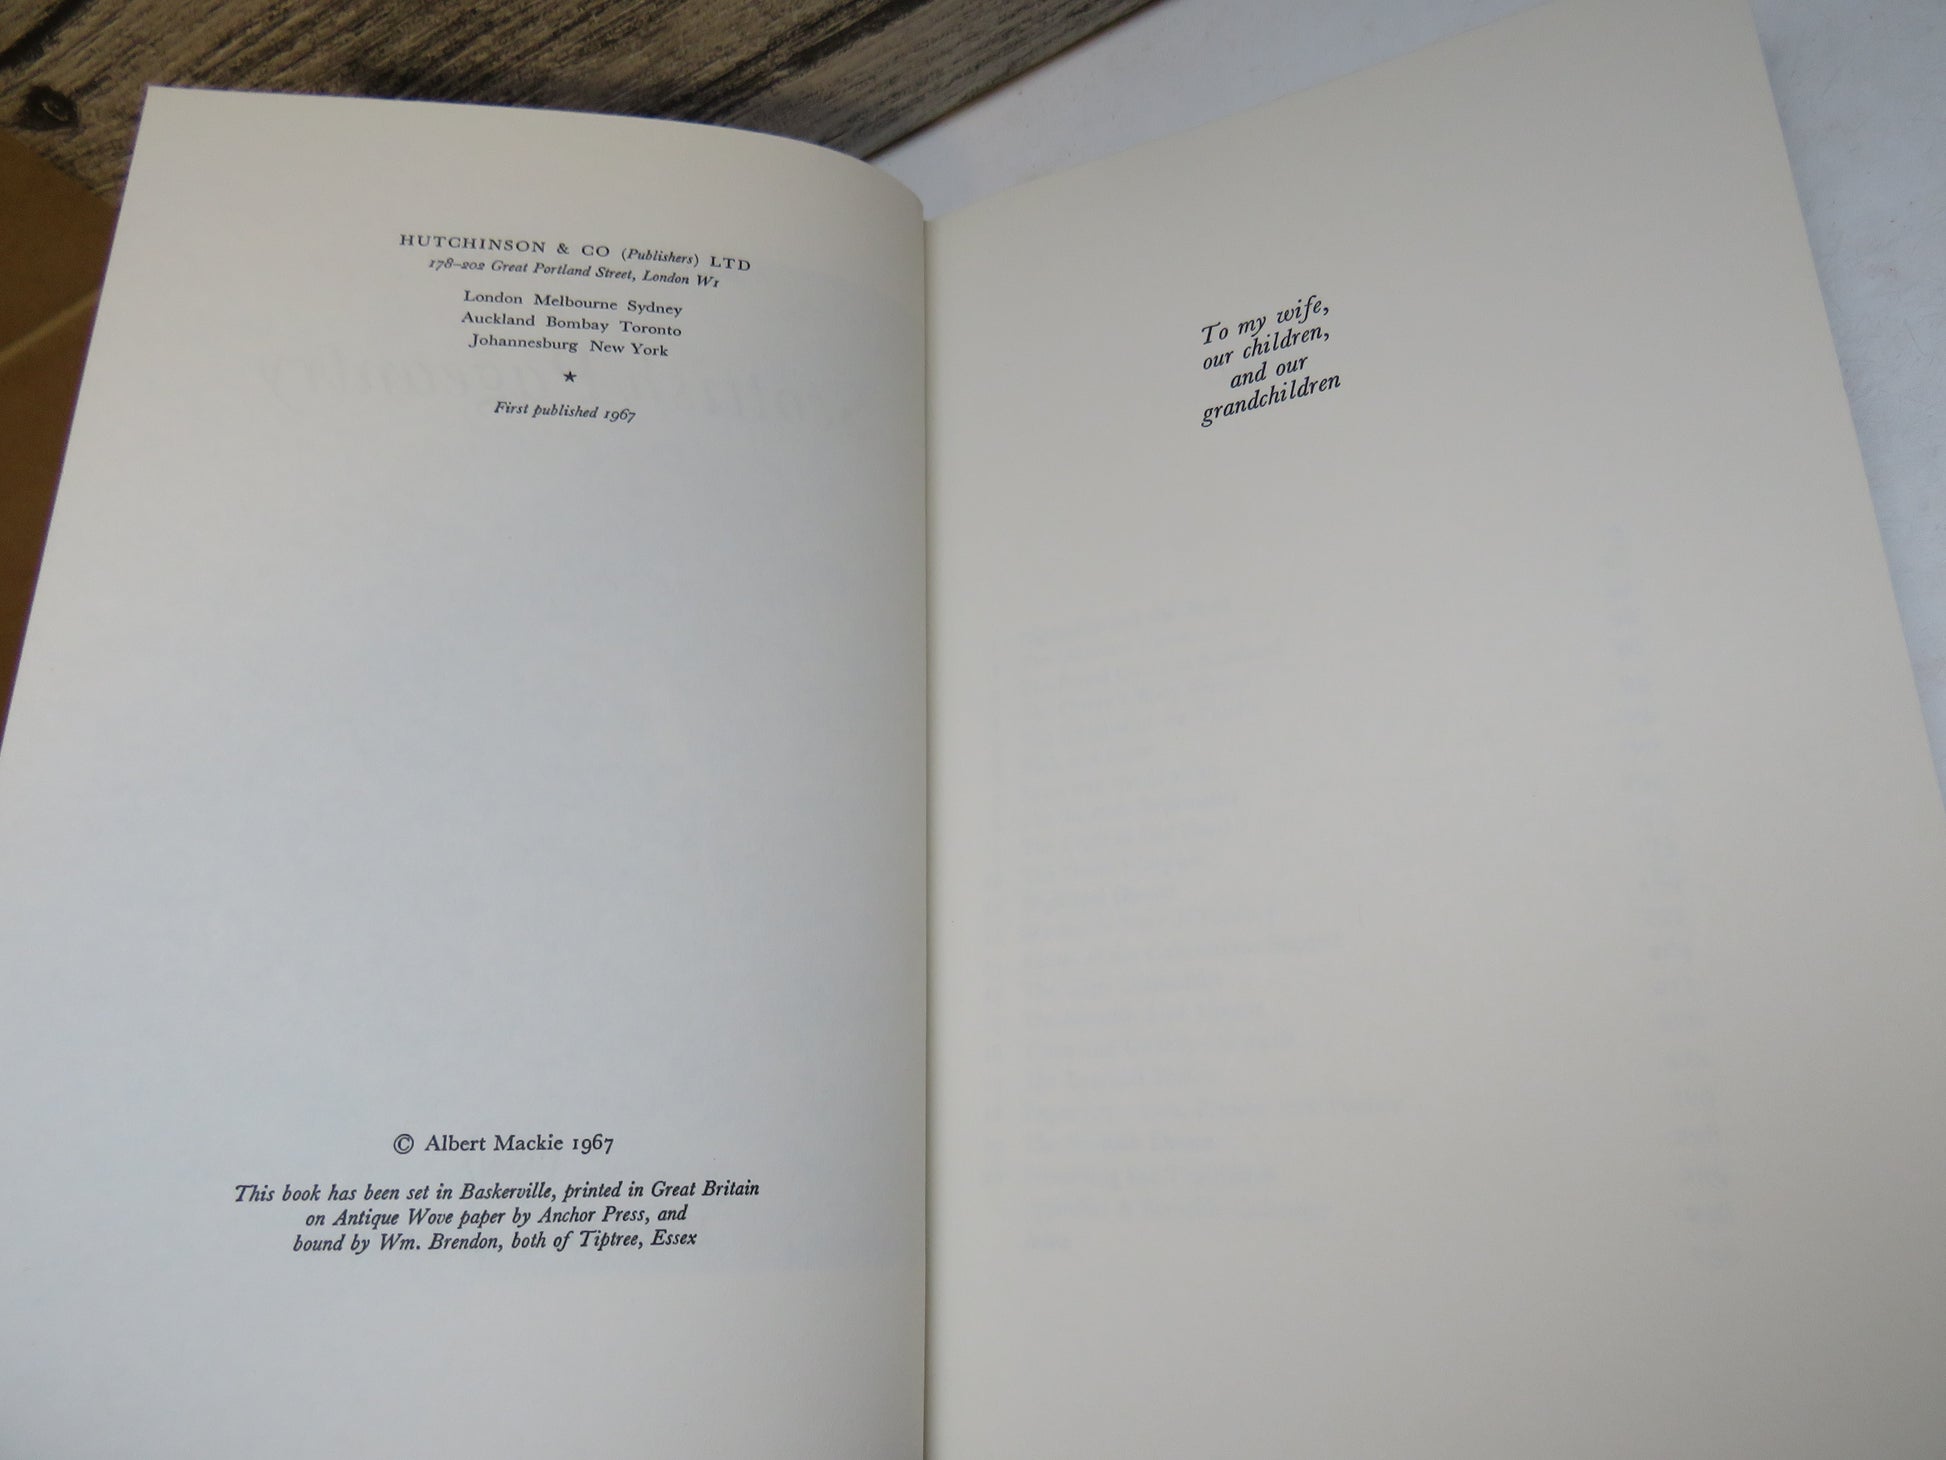 HUTCHINSON & CO (Publishers) LTD
178–202 Great Portland Street, London W1
London Melbourne Sydney
Auckland Bombay Toronto
Johannesburg New York
★
First published 1967
© Albert Mackie 1967
This book has been set in Baskerville, printed in Great Britain
on Antique Wove paper by Anchor Press, and
bound by Wm. Brendon, both of Tiptree, Essex
To my wife,
our children,
and our
grandchildren